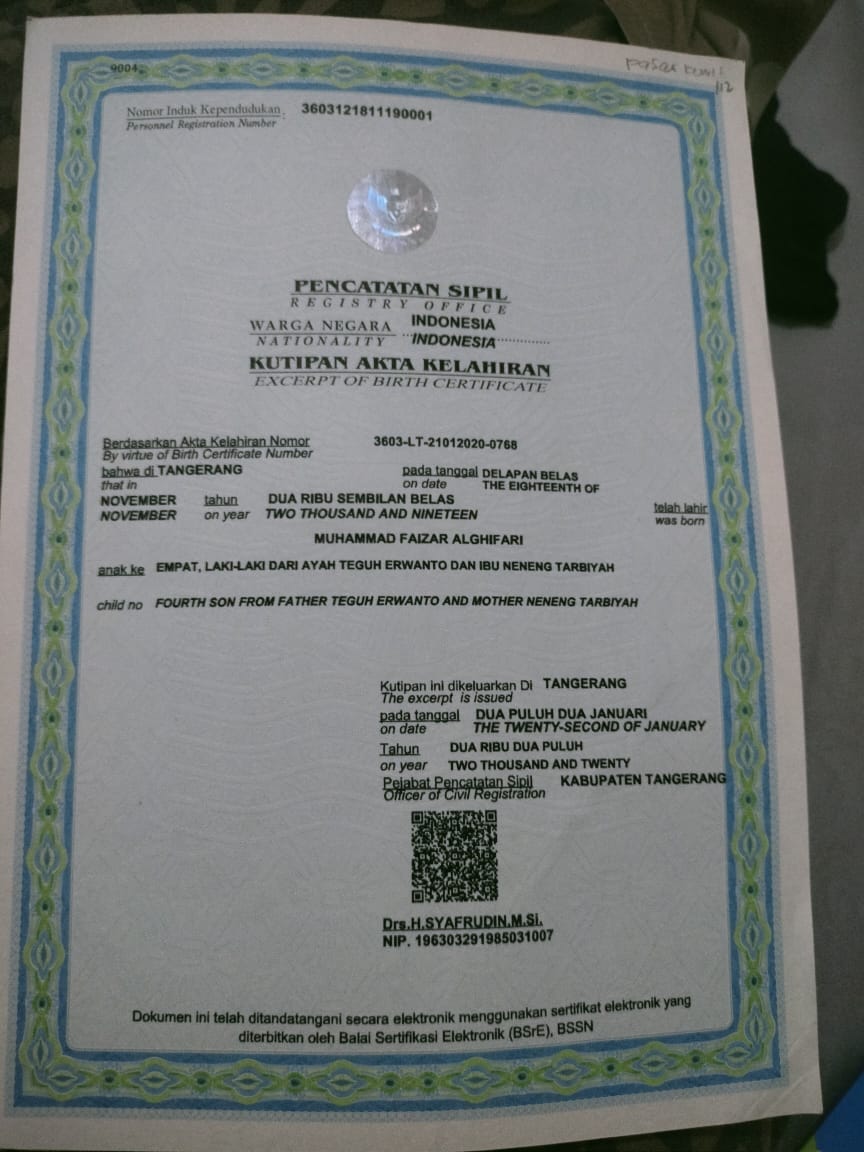 9004
Pasar Kemis
112
Nomor Induk Kependudukan : 3603121811190001
Personnel Registration Number
PENCATATAN SIPIL
REGISTRY OFFICE
WARGA NEGARA INDONESIA
NATIONALITY INDONESIA
KUTIPAN AKTA KELAHIRAN
EXCERPT OF BIRTH CERTIFICATE
Berdasarkan Akta Kelahiran Nomor 3603-LT-21012020-0768
By virtue of Birth Certificate Number
bahwa di TANGERANG pada tanggal DELAPAN BELAS
that in on date THE EIGHTEENTH OF
NOVEMBER tahun DUA RIBU SEMBILAN BELAS telah lahir
NOVEMBER on year TWO THOUSAND AND NINETEEN was born
MUHAMMAD FAIZAR ALGHIFARI
anak ke EMPAT, LAKI-LAKI DARI AYAH TEGUH ERWANTO DAN IBU NENENG TARBIYAH
child no FOURTH SON FROM FATHER TEGUH ERWANTO AND MOTHER NENENG TARBIYAH
Kutipan ini dikeluarkan Di TANGERANG
The excerpt is issued
pada tanggal DUA PULUH DUA JANUARI
on date THE TWENTY-SECOND OF JANUARY
Tahun DUA RIBU DUA PULUH
on year TWO THOUSAND AND TWENTY
Pejabat Pencatatan Sipil KABUPATEN TANGERANG
Officer of Civil Registration
Drs.H.SYAFRUDIN.M.Si.
NIP. 196303291985031007
Dokumen ini telah ditandatangani secara elektronik menggunakan sertifikat elektronik yang
diterbitkan oleh Balai Sertifikasi Elektronik (BSrE), BSSN